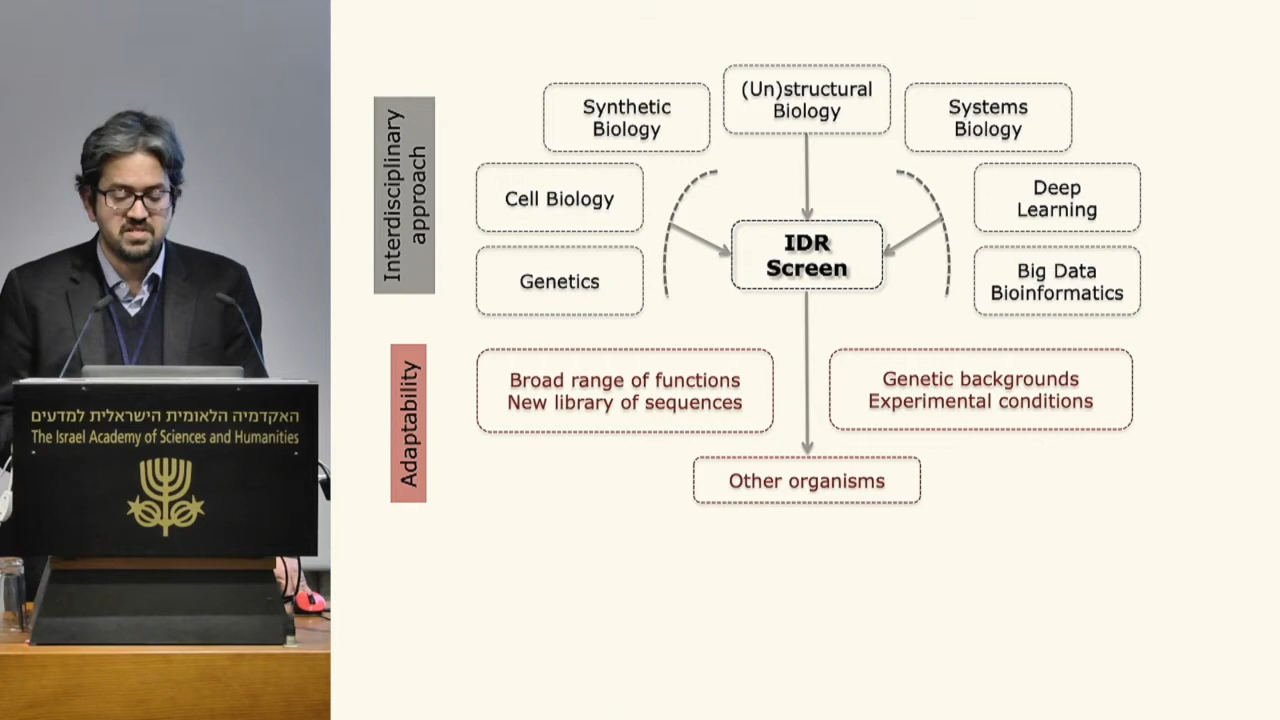 האקדמיה הלאומית הישראלית למדעים
The Israel Academy of Sciences and Humanities
Interdisciplinary
approach
Synthetic
Biology
(Un)structural
Biology
Systems
Biology
Cell Biology
Deep
Learning
Genetics
IDR
Screen
Big Data
Bioinformatics
Adaptability
Broad range of functions
New library of sequences
Genetic backgrounds
Experimental conditions
Other organisms